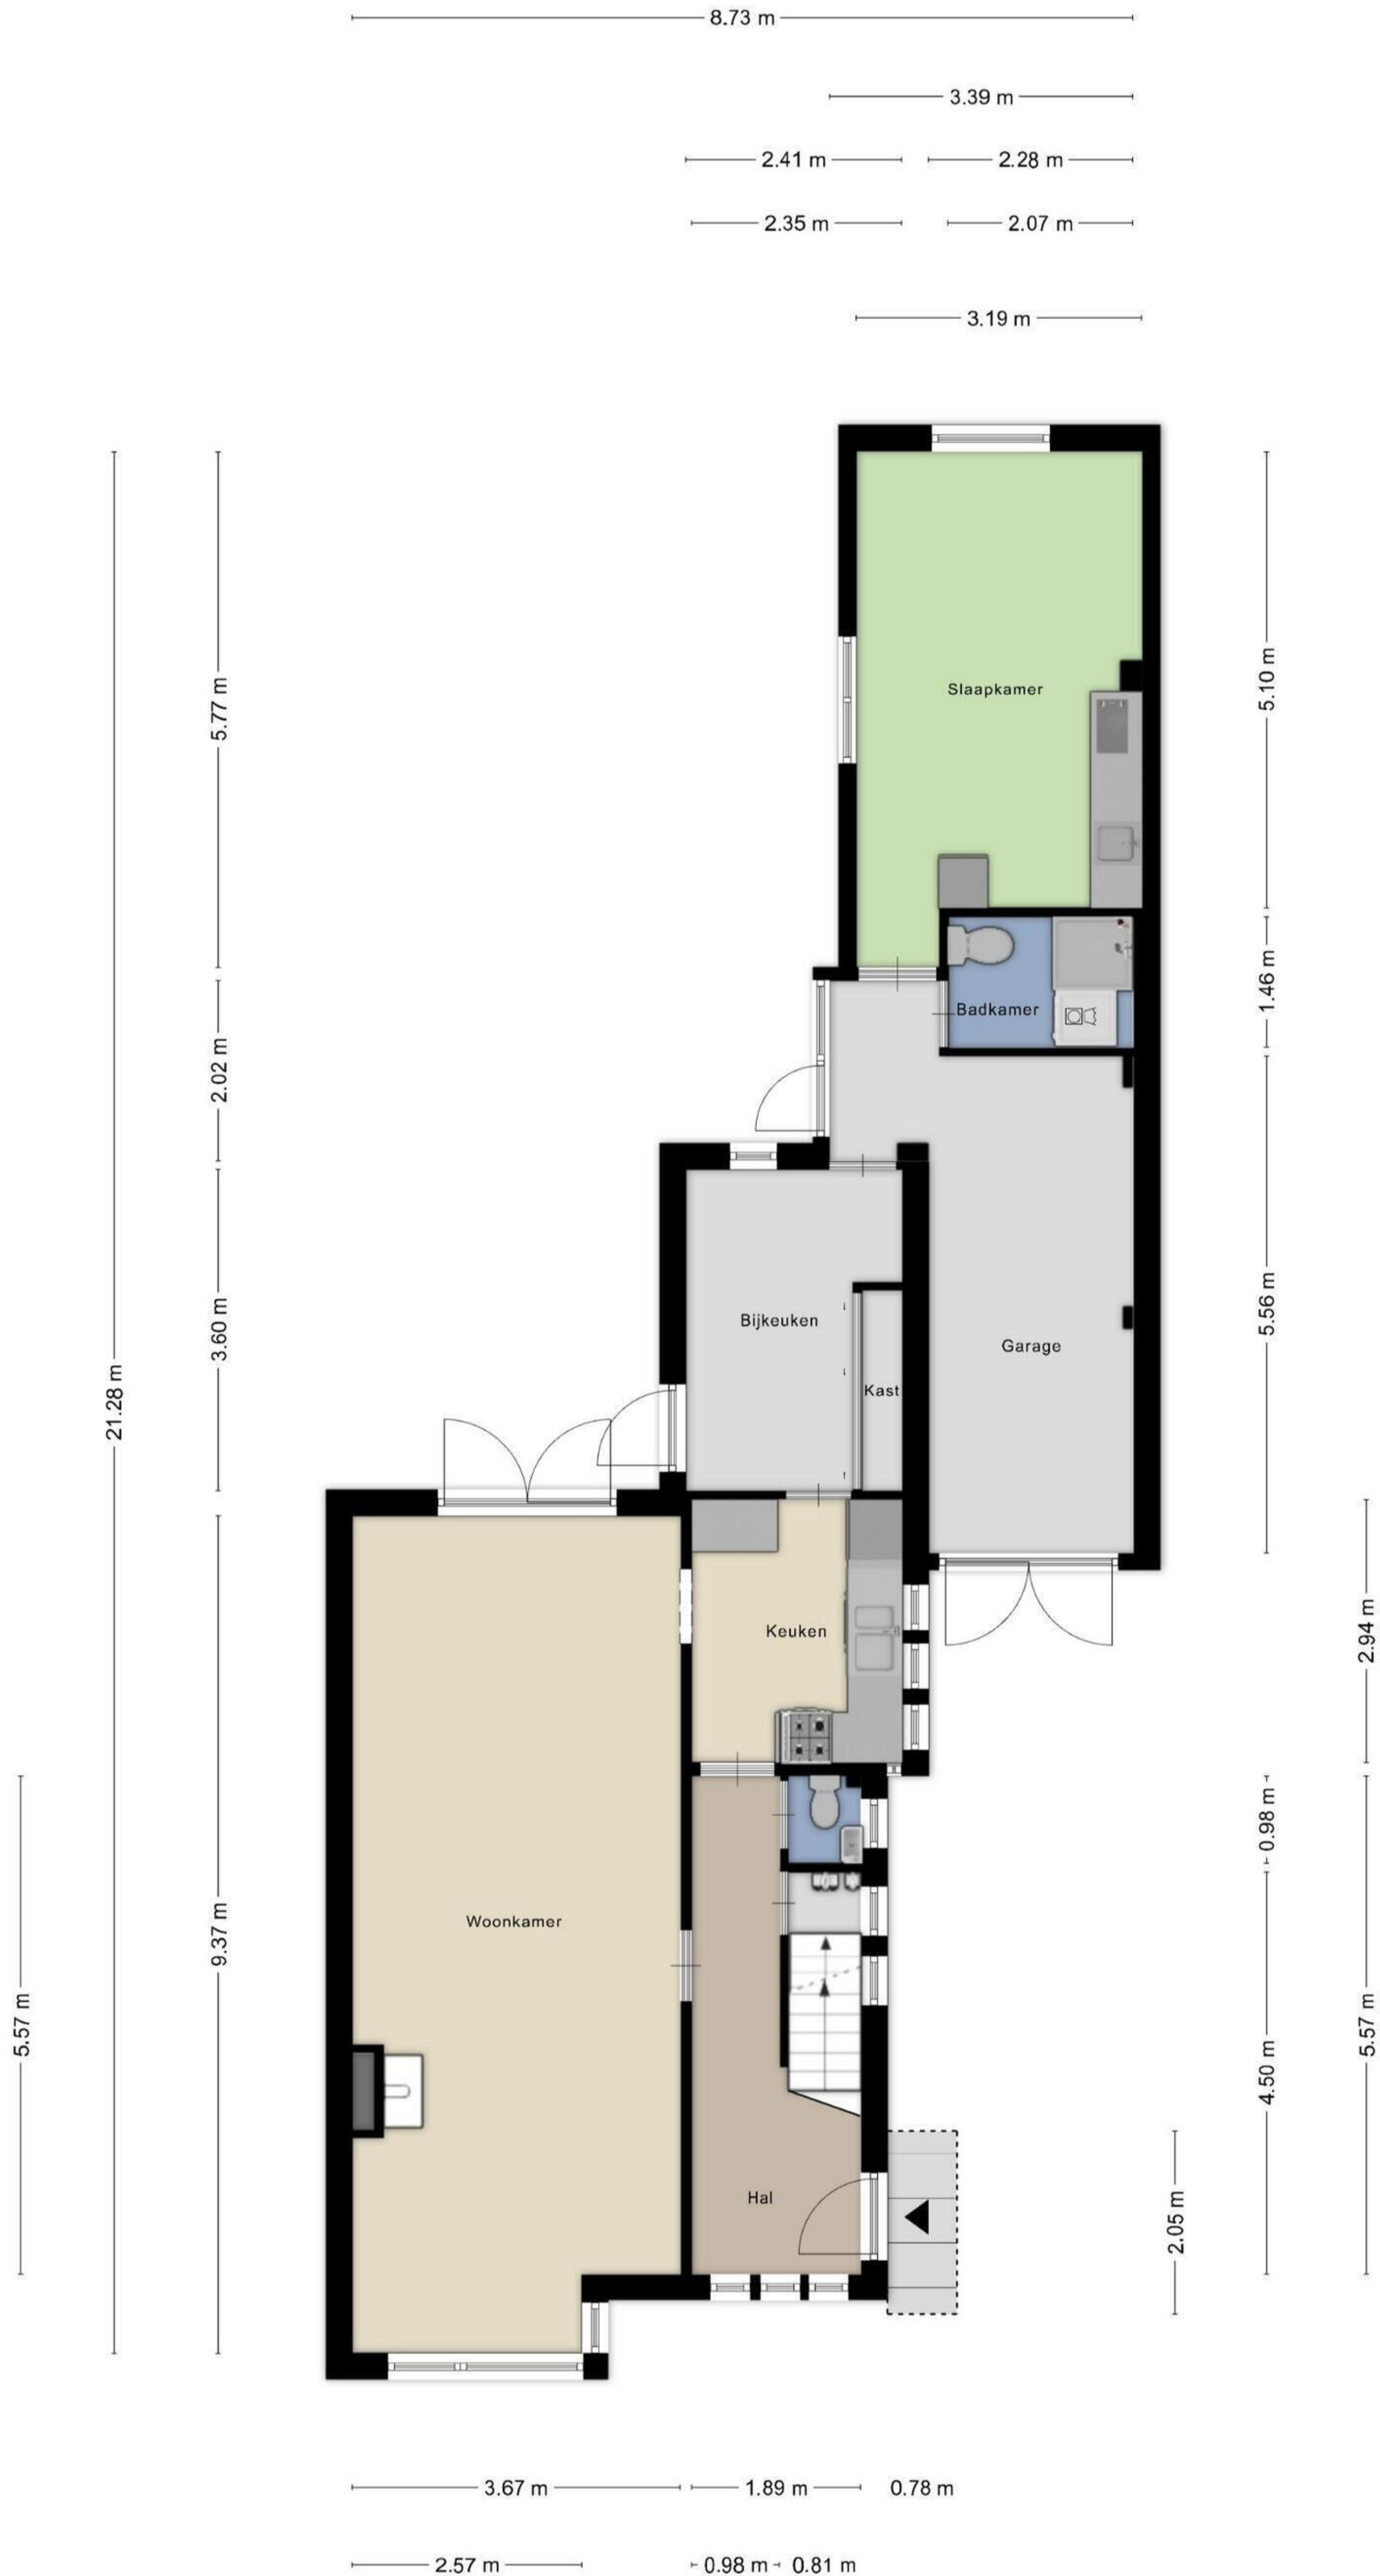 8.73 m
3.39 m
2.41 m
2.28 m
2.35 m
2.07 m
3.19 m
5.77 m
5.10 m
Slaapkamer
1.46 m
Badkamer
2.02 m
3.60 m
5.56 m
Bijkeuken
Garage
Kast
21.28 m
2.94 m
Keuken
0.98 m
Woonkamer
9.37 m
5.57 m
4.50 m
5.57 m
Hal
2.05 m
3.67 m
1.89 m
0.78 m
2.57 m
0.98 m
0.81 m